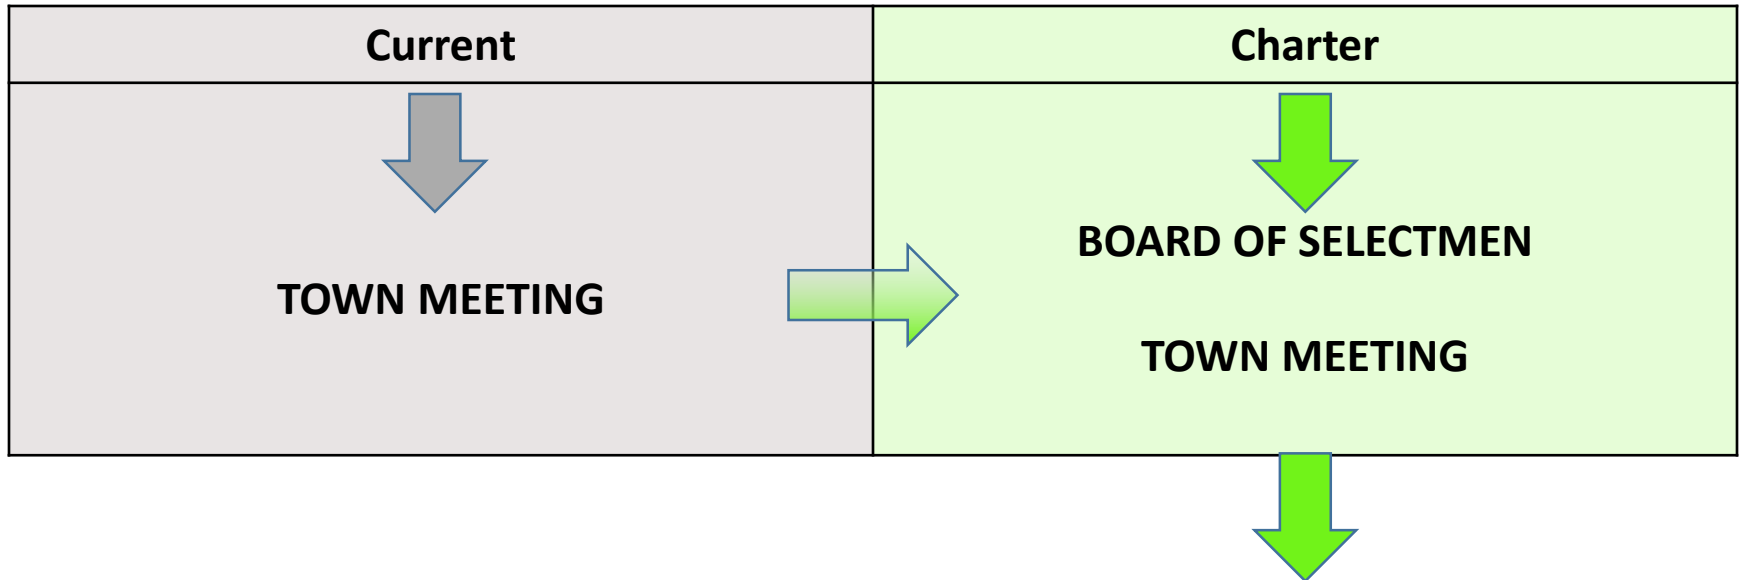 Current
Charter
TOWN MEETING
BOARD OF SELECTMEN
TOWN MEETING